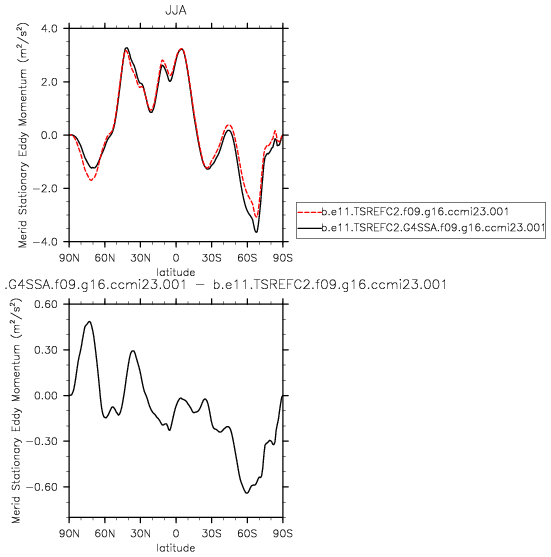 JJA
Merid Stationary Eddy Momentum (m²/s²)
4.0
2.0
0.0
−2.0
−4.0
90N 60N 30N 0 30S 60S 90S
latitude
b.e11.TSREFC2.f09.g16.ccmi23.001
b.e11.TSREFC2.G4SSA.f09.g16.ccmi23.001
.G4SSA.f09.g16.ccmi23.001 − b.e11.TSREFC2.f09.g16.ccmi23.001
Merid Stationary Eddy Momentum (m²/s²)
0.60
0.30
0.00
−0.30
−0.60
90N 60N 30N 0 30S 60S 90S
latitude